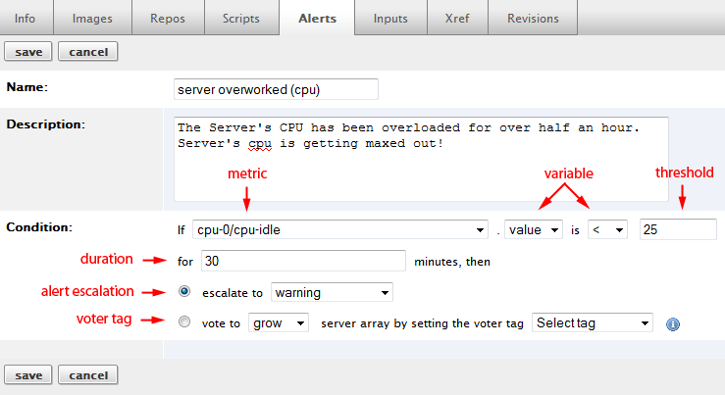 Info Images Repos Scripts Alerts Inputs Xref Revisions
save cancel
Name: server overworked (cpu)
Description: The Server's CPU has been overloaded for over half an hour.
Server's cpu is getting maxed out!
metric variable threshold
Condition: If cpu-0/cpu-idle . value is < 25
duration for 30 minutes, then
alert escalation escalate to warning
voter tag vote to grow server array by setting the voter tag Select tag i
save cancel